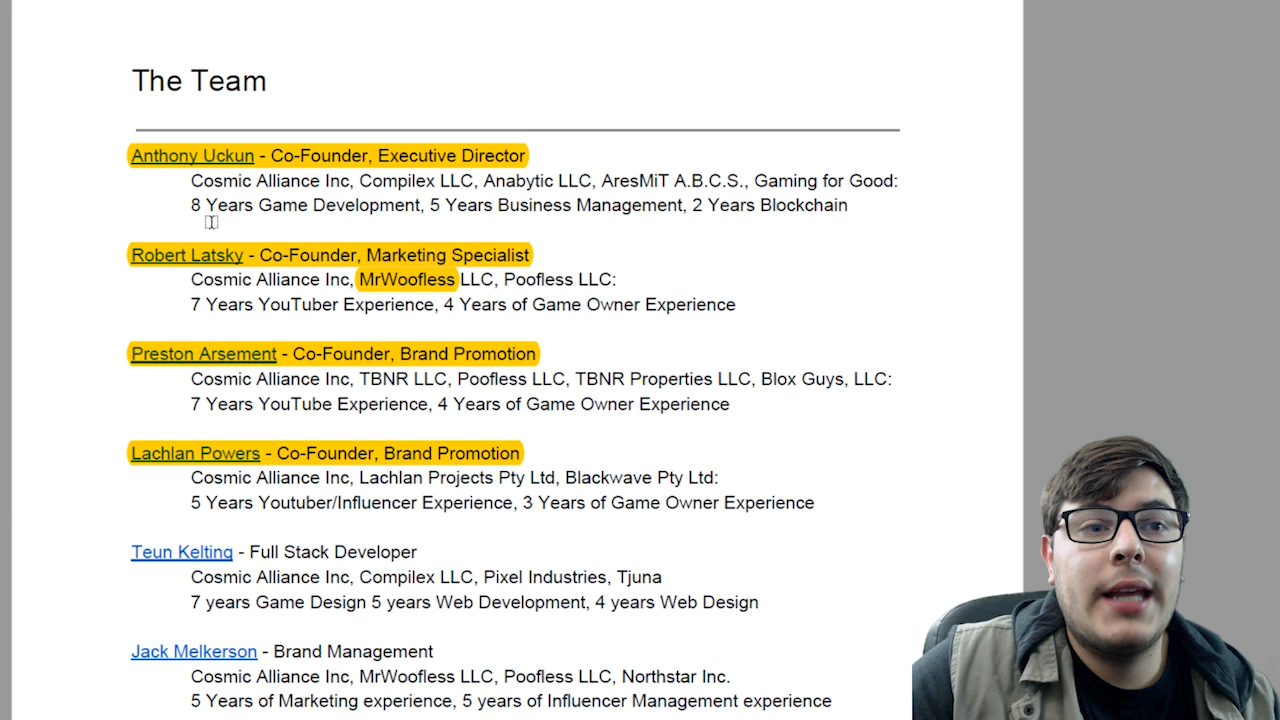 The Team
Anthony Uckun - Co-Founder, Executive Director
Cosmic Alliance Inc, Compilex LLC, Anabytic LLC, AresMiT A.B.C.S., Gaming for Good:
8 Years Game Development, 5 Years Business Management, 2 Years Blockchain
Robert Latsky - Co-Founder, Marketing Specialist
Cosmic Alliance Inc, MrWoofless LLC, Poofless LLC:
7 Years YouTuber Experience, 4 Years of Game Owner Experience
Preston Arsement - Co-Founder, Brand Promotion
Cosmic Alliance Inc, TBNR LLC, Poofless LLC, TBNR Properties LLC, Blox Guys, LLC:
7 Years YouTube Experience, 4 Years of Game Owner Experience
Lachlan Powers - Co-Founder, Brand Promotion
Cosmic Alliance Inc, Lachlan Projects Pty Ltd, Blackwave Pty Ltd:
5 Years Youtuber/Influencer Experience, 3 Years of Game Owner Experience
Teun Kelting - Full Stack Developer
Cosmic Alliance Inc, Compilex LLC, Pixel Industries, Tjuna
7 years Game Design 5 years Web Development, 4 years Web Design
Jack Melkerson - Brand Management
Cosmic Alliance Inc, MrWoofless LLC, Poofless LLC, Northstar Inc.
5 Years of Marketing experience, 5 years of Influencer Management experience